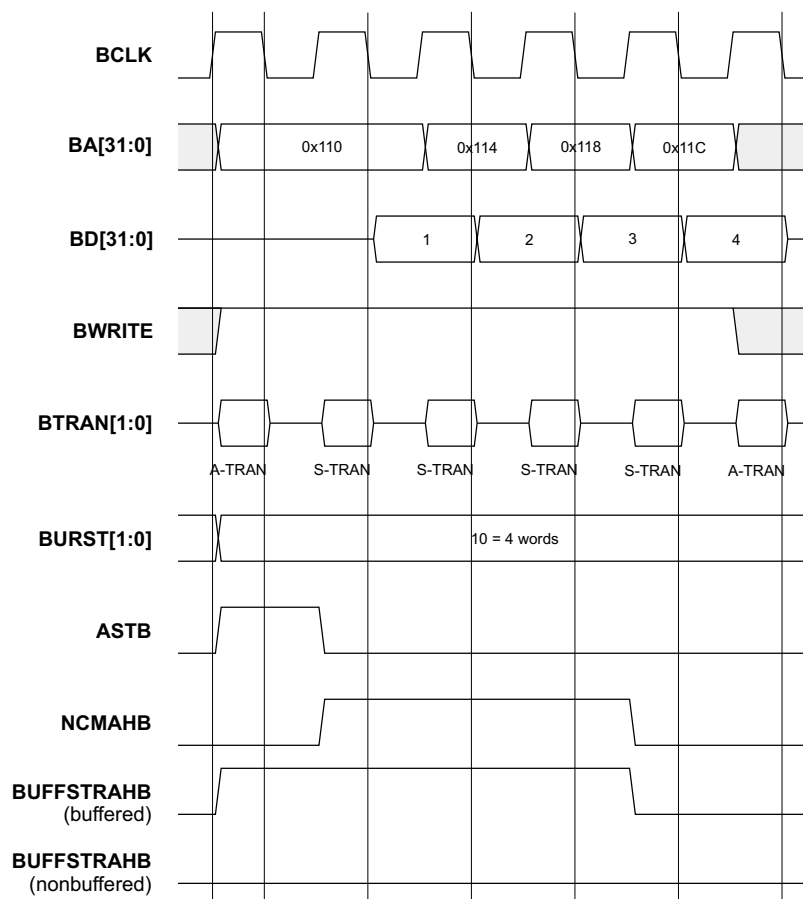 BCLK
BA[31:0]
0x110
0x114
0x118
0x11C
BD[31:0]
1
2
3
4
BWRITE
BTRAN[1:0]
A-TRAN
S-TRAN
S-TRAN
S-TRAN
S-TRAN
A-TRAN
BURST[1:0]
10 = 4 words
ASTB
NCMAHB
BUFFSTRAHB
(buffered)
BUFFSTRAHB
(nonbuffered)